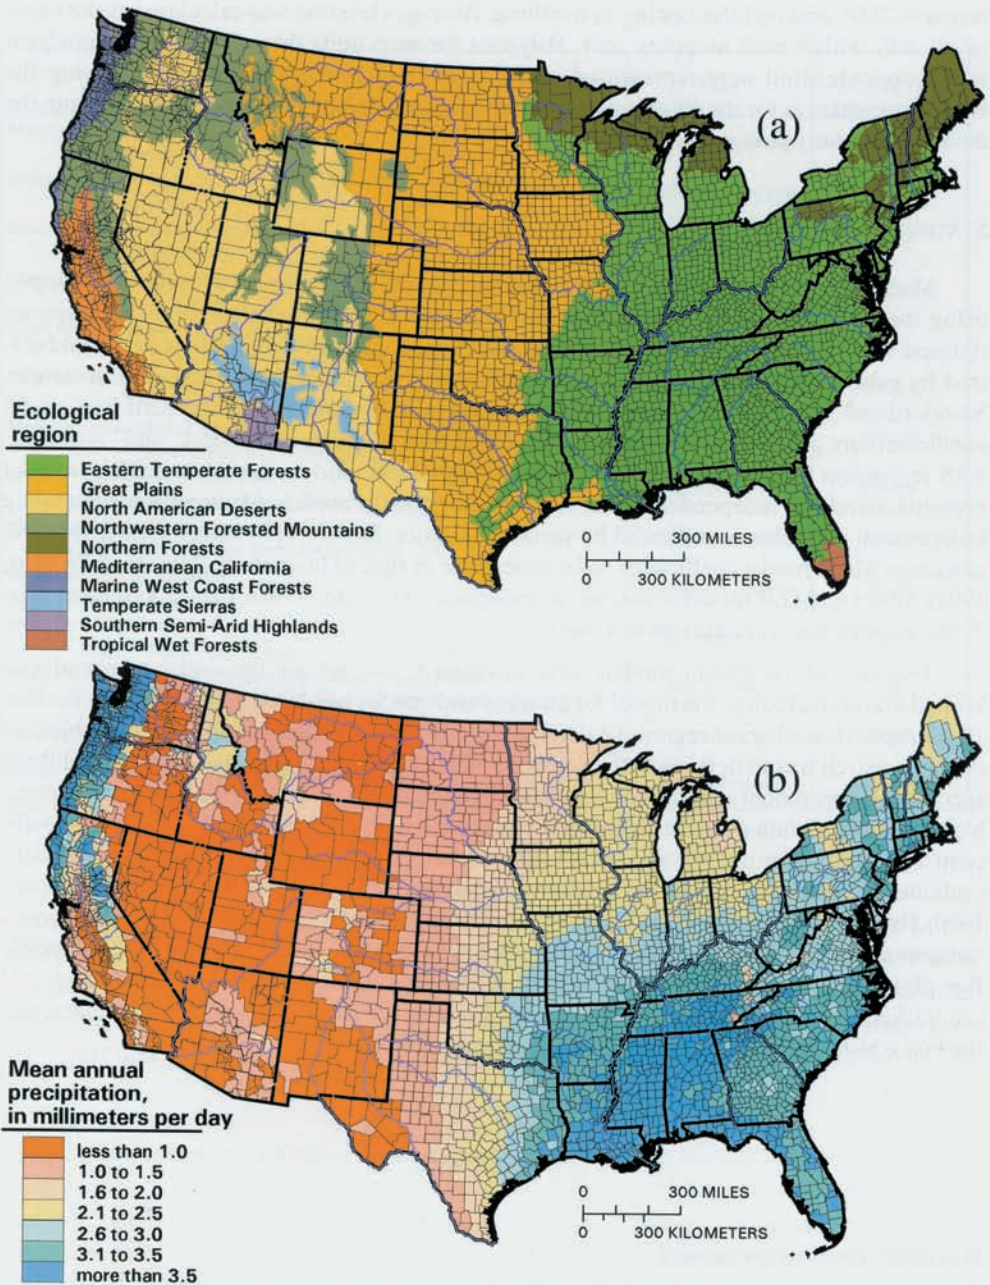 (a)
Ecological
region
Eastern Temperate Forests
Great Plains
North American Deserts
Northwestern Forested Mountains
Northern Forests
Mediterranean California
Marine West Coast Forests
Temperate Sierras
Southern Semi-Arid Highlands
Tropical Wet Forests
0 300 MILES
0 300 KILOMETERS
(b)
Mean annual
precipitation,
in millimeters per day
less than 1.0
1.0 to 1.5
1.6 to 2.0
2.1 to 2.5
2.6 to 3.0
3.1 to 3.5
more than 3.5
0 300 MILES
0 300 KILOMETERS